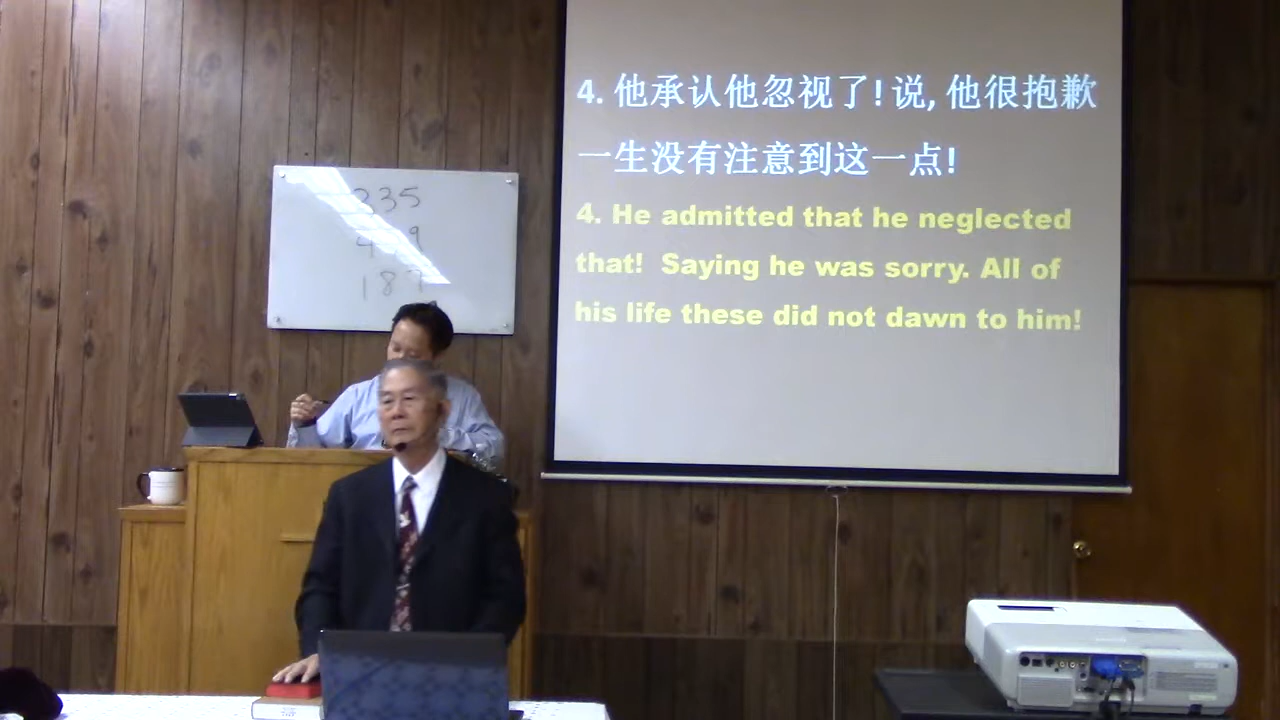 335
187
4. 他承认他忽视了! 说, 他很抱歉
一生没有注意到这一点!
4. He admitted that he neglected
that!  Saying he was sorry. All of
his life these did not dawn to him!